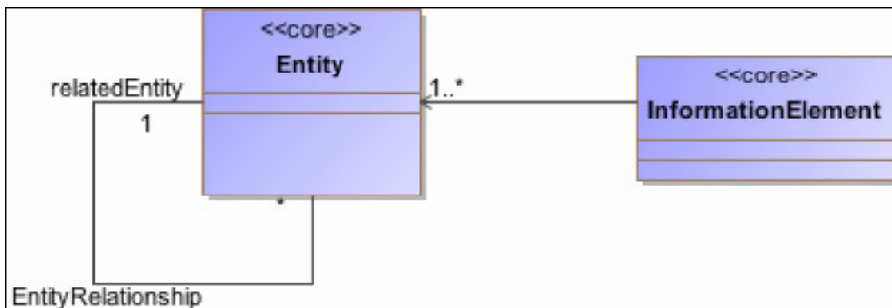 <<core>>
Entity
relatedEntity
1
1..*
<<core>>
InformationElement
*
EntityRelationship